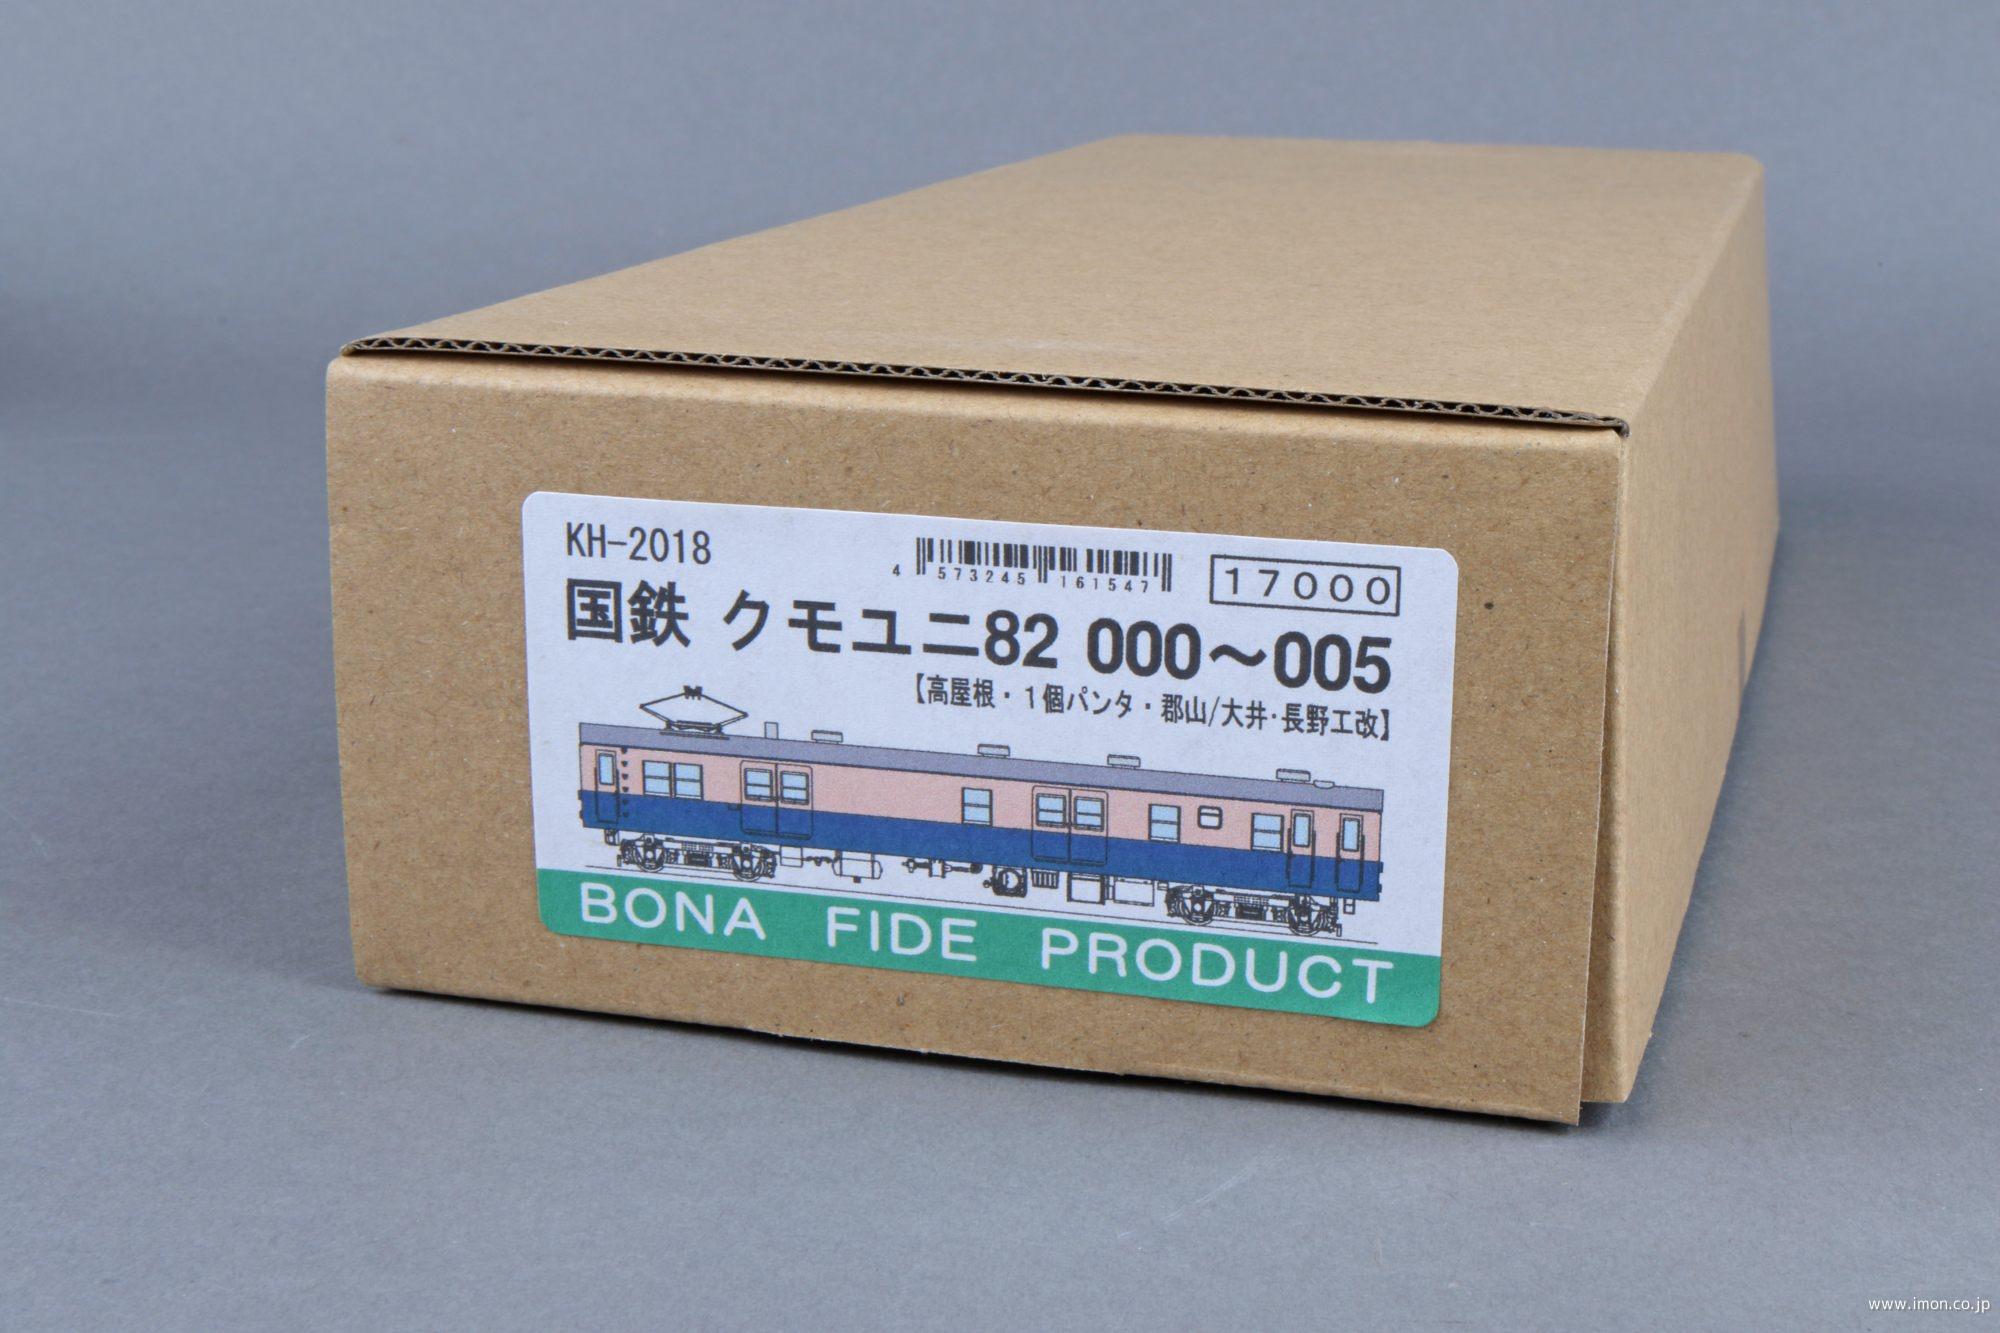 KH-2018
4 573245 161547
17000
国鉄 クモユニ82 000～005
【高屋根・1個パンタ・郡山/大井・長野工改】
BONA FIDE PRODUCT
www.imon.co.jp